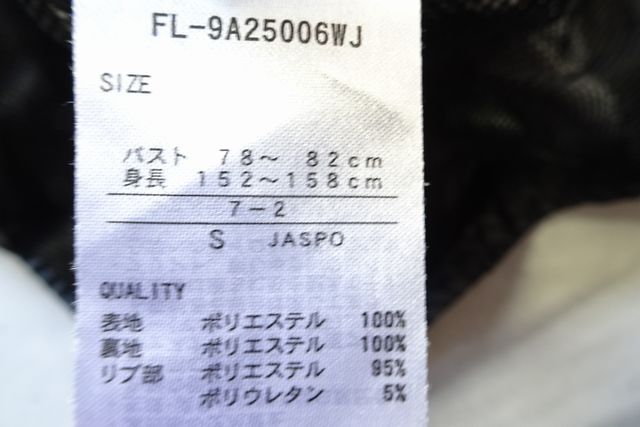 FL-9A25006WJ
SIZE
バスト 78～ 82cm
身長 152～158cm
7-2
S JASPO
QUALITY
表地 ポリエステル 100%
裏地 ポリエステル 100%
リブ部 ポリエステル 95%
ポリウレタン 5%